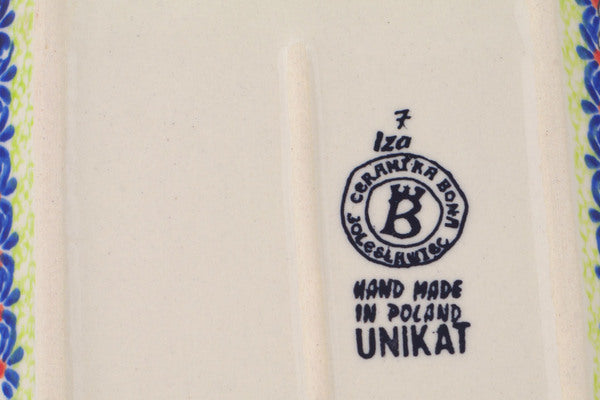 7
Iza
CERAMIKA BONA
BOLESŁAWIEC
B
HAND MADE
IN POLAND
UNIKAT